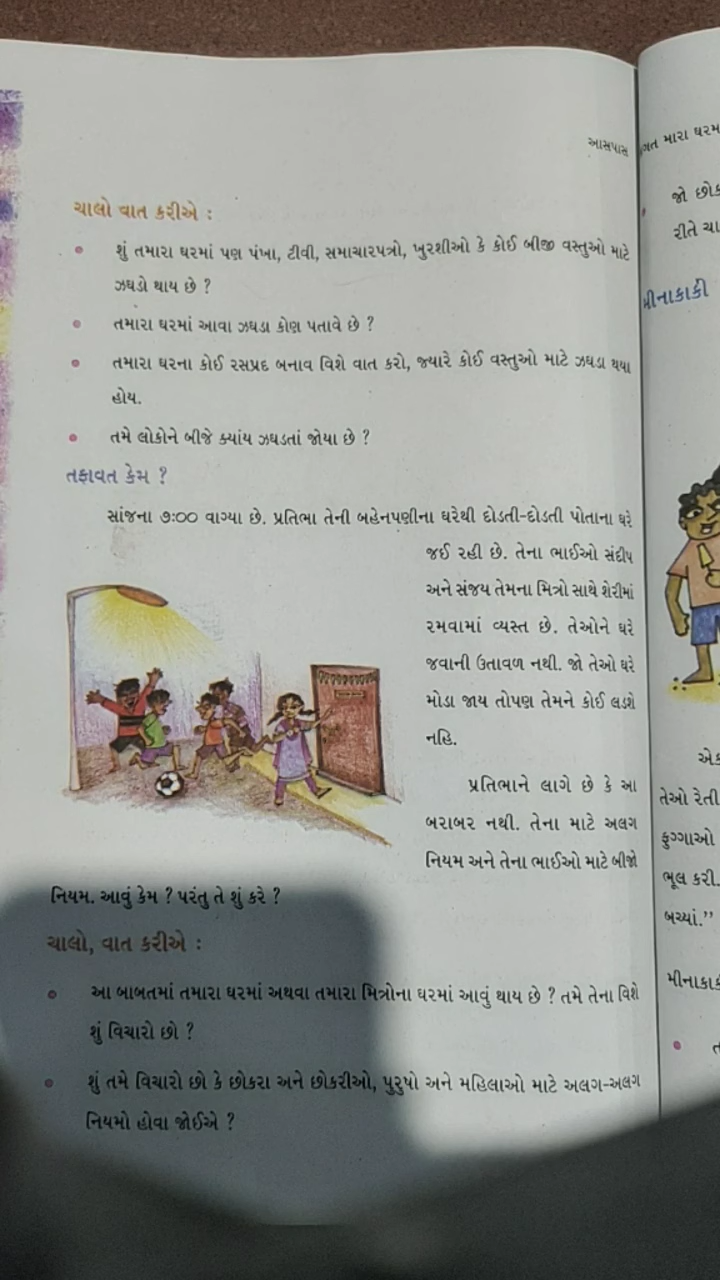 આસપાસ
ચાલો વાત કરીએ :
શું તમારા ઘરમાં પણ પંખા, ટીવી, સમાચારપત્રો, ખુરશીઓ કે કોઈ બીજી વસ્તુઓ માટે
ઝઘડો થાય છે ?
તમારા ઘરમાં આવા ઝઘડા કોણ પતાવે છે ?
તમારા ઘરના કોઈ રસપ્રદ બનાવ વિશે વાત કરો, જ્યારે કોઈ વસ્તુઓ માટે ઝઘડા થયા
હોય.
તમે લોકોને બીજે ક્યાંય ઝઘડતાં જોયા છે ?
તફાવત કેમ ?
સાંજના ૭:૦૦ વાગ્યા છે. પ્રતિભા તેની બહેનપણીના ઘરેથી દોડતી-દોડતી પોતાના ઘરે
જઈ રહી છે. તેના ભાઈઓ સંદીપ
અને સંજય તેમના મિત્રો સાથે શેરીમાં
રમવામાં વ્યસ્ત છે. તેઓને ઘરે
જવાની ઉતાવળ નથી. જો તેઓ ઘરે
મોડા જાય તોપણ તેમને કોઈ લડશે
નહિ.
પ્રતિભાને લાગે છે કે આ
બરાબર નથી. તેના માટે અલગ
નિયમ અને તેના ભાઈઓ માટે બીજો
નિયમ. આવું કેમ ? પરંતુ તે શું કરે ?
ચાલો, વાત કરીએ :
આ બાબતમાં તમારા ઘરમાં અથવા તમારા મિત્રોના ઘરમાં આવું થાય છે ? તમે તેના વિશે
શું વિચારો છો ?
શું તમે વિચારો છો કે છોકરા અને છોકરીઓ, પુરુષો અને મહિલાઓ માટે અલગ-અલગ
નિયમો હોવા જોઈએ ?
મારા ઘરમ
જો છોક
રીતે ચા
મીનાકાકી
એક
તેઓ રેતી
ફુગ્ગાઓ
ભૂલ કરી.
બચ્યાં.”
મીનાકાક